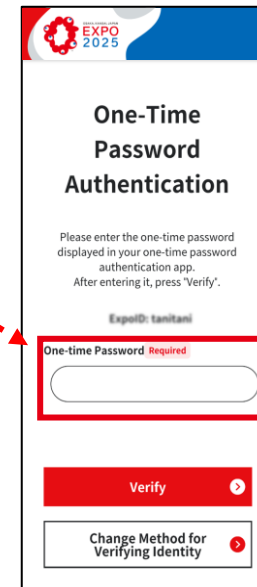 EXPO
2025
One-Time
Password
Authentication
Please enter the one-time password
displayed in your one-time password
authentication app.
After entering it, press "Verify".
ExpoID: tanitani
One-time Password Required
Verify
Change Method for
Verifying Identity